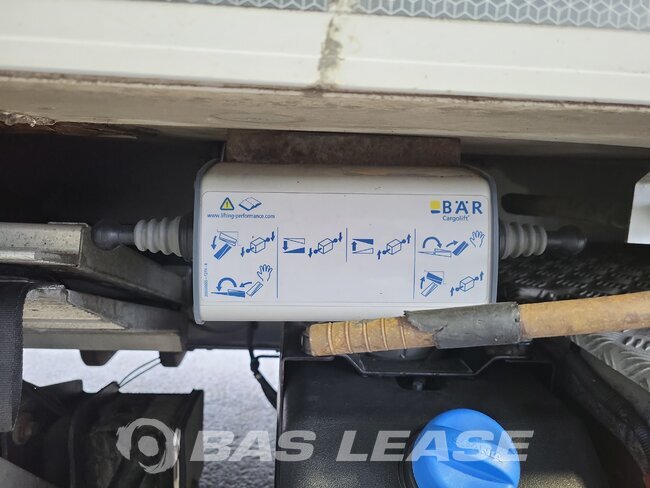 www.lifting-performance.com
BÄR
Cargolift
BAS LEASE